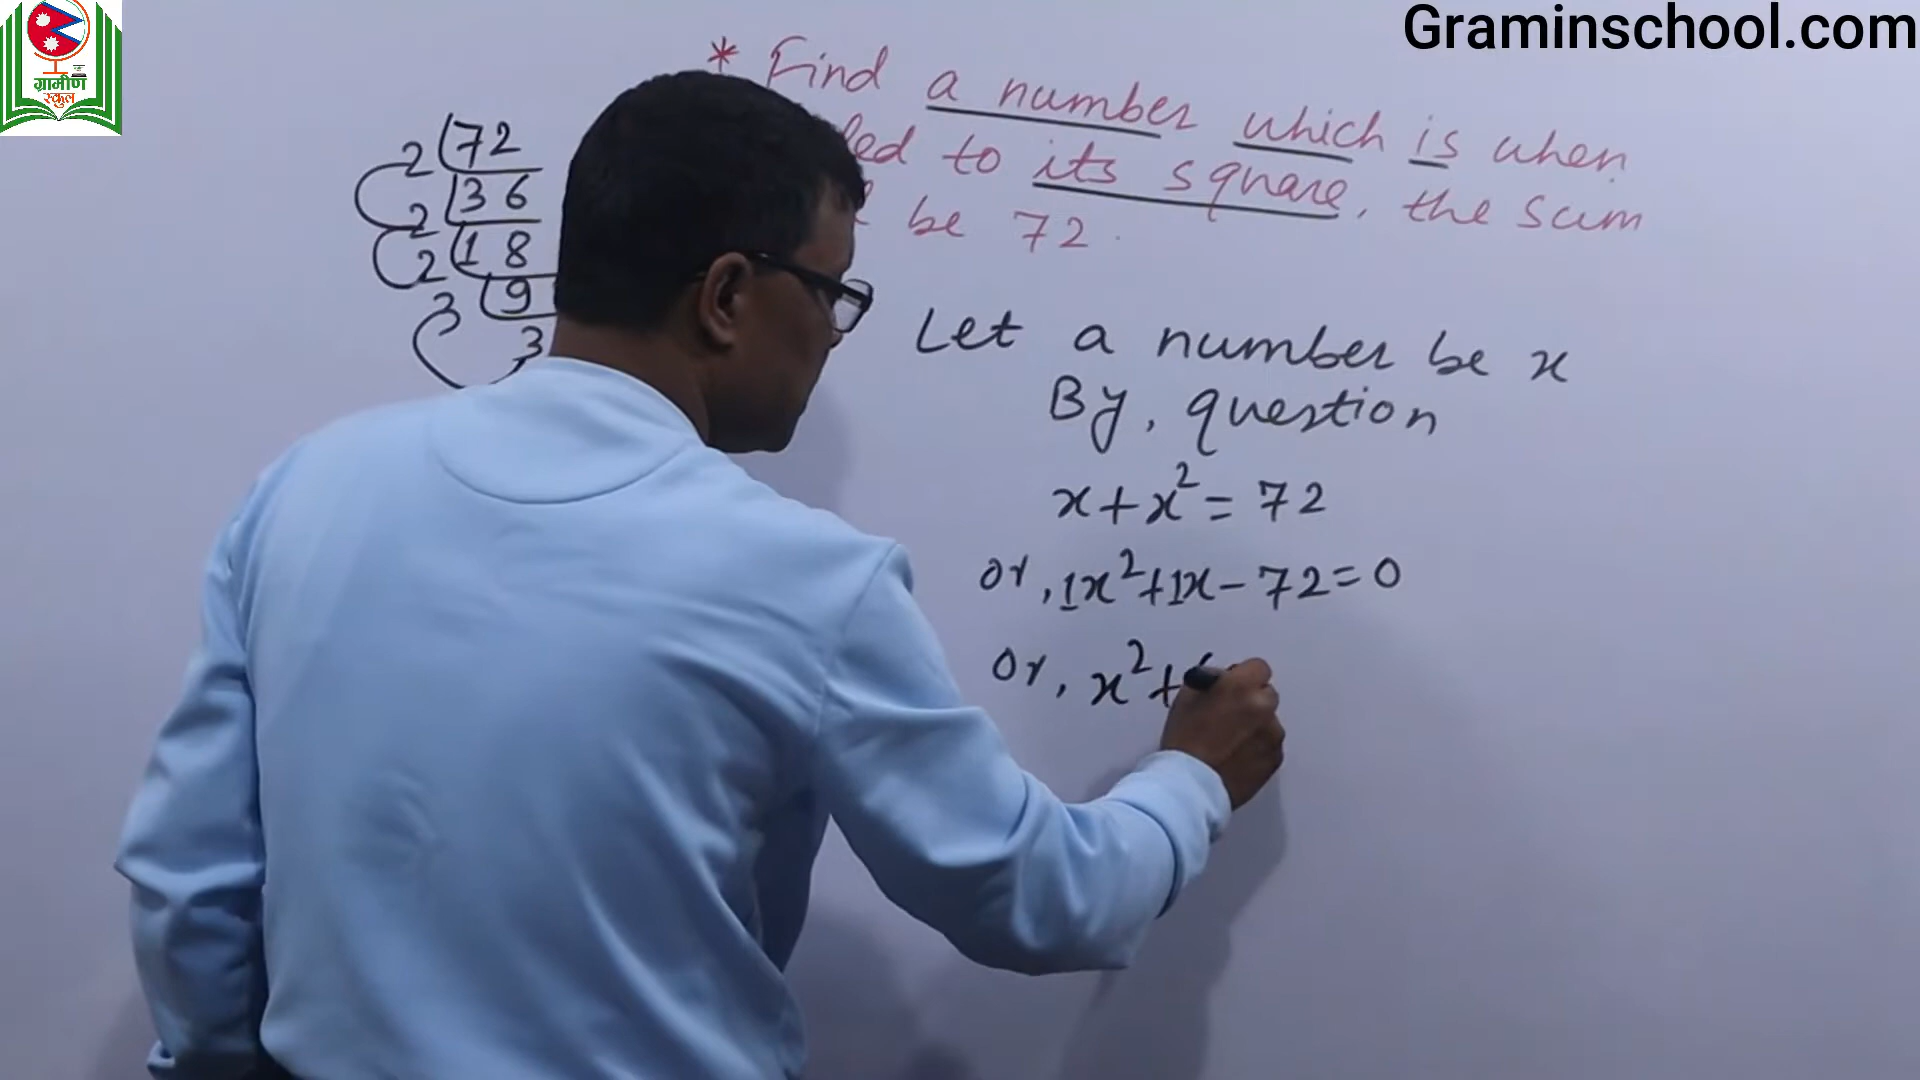 Graminschool.com
ग्रामीण
स्कुल
* Find a number which is when
to its square, the sum
be 72.
2 72
2 36
2 18
3 9
3
Let a number be x
By, question
x+x²=72
or, 1x²+1x-72=0
or, x²+(